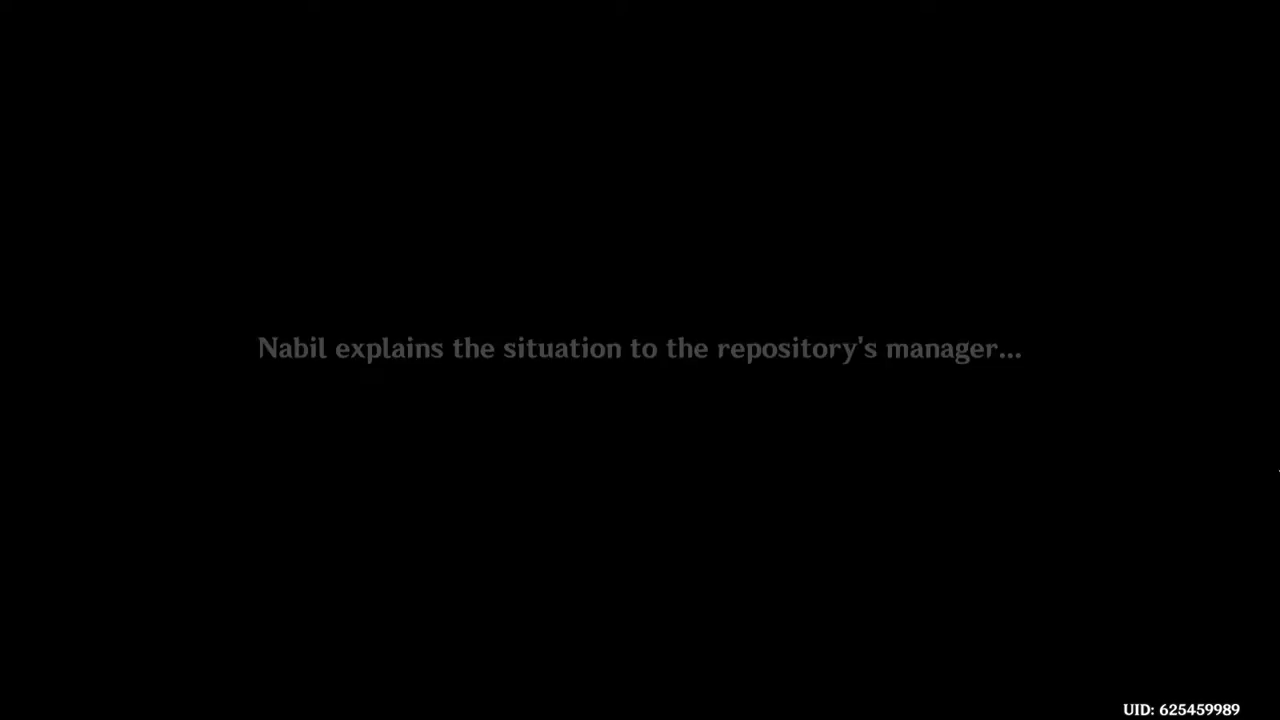 Nabil explains the situation to the repository's manager...
UID: 625459989